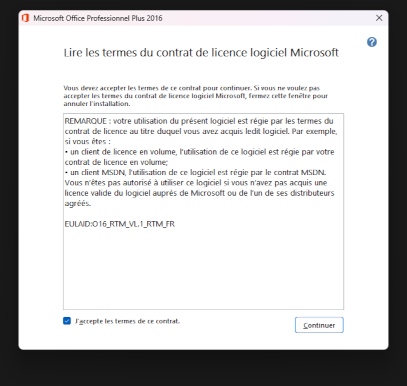 Microsoft Office Professionnel Plus 2016
Lire les termes du contrat de licence logiciel Microsoft
Vous devez accepter les termes de ce contrat pour continuer. Si vous ne voulez pas
accepter les termes du contrat de licence logiciel Microsoft, fermez cette fenêtre pour
annuler l'installation.
REMARQUE : votre utilisation du présent logiciel est régie par les termes du
contrat de licence au titre duquel vous avez acquis ledit logiciel. Par exemple,
si vous êtes :
• un client de licence en volume, l'utilisation de ce logiciel est régie par votre
contrat de licence en volume;
• un client MSDN, l'utilisation de ce logiciel est régie par le contrat MSDN.
Vous n'êtes pas autorisé à utiliser ce logiciel si vous n'avez pas acquis une
licence valide du logiciel auprès de Microsoft ou de l'un de ses distributeurs
agréés.
EULAID:O16_RTM_VL.1_RTM_FR
J'accepte les termes de ce contrat.
Continuer